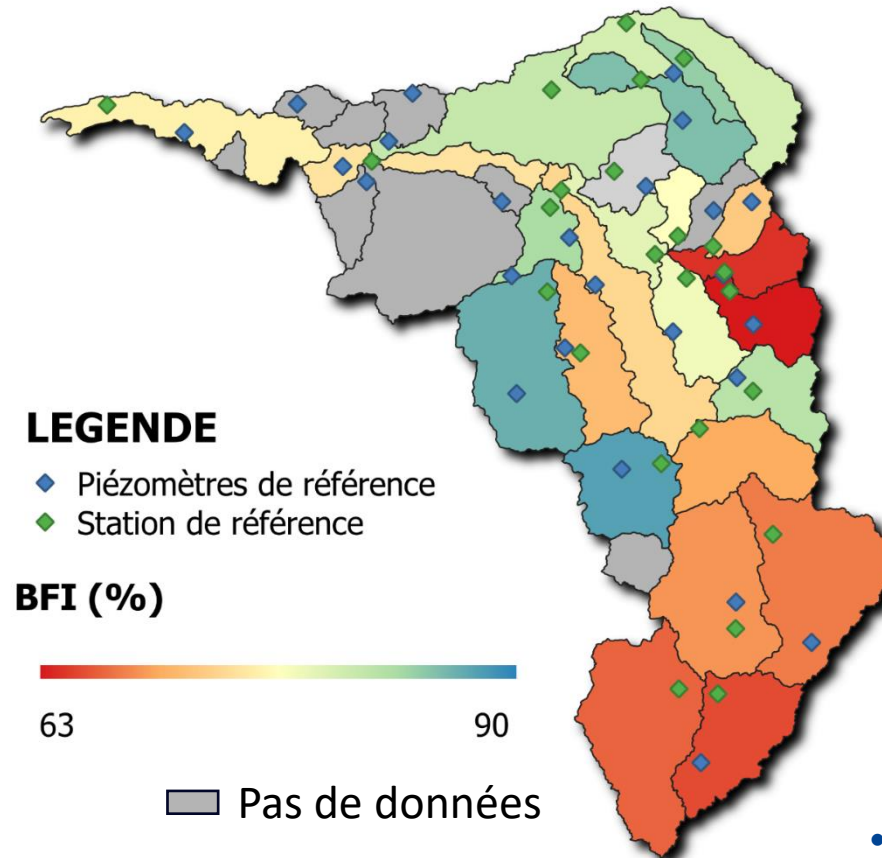 LEGENDE
Piézomètres de référence
Station de référence
BFI (%)
63 90
Pas de données